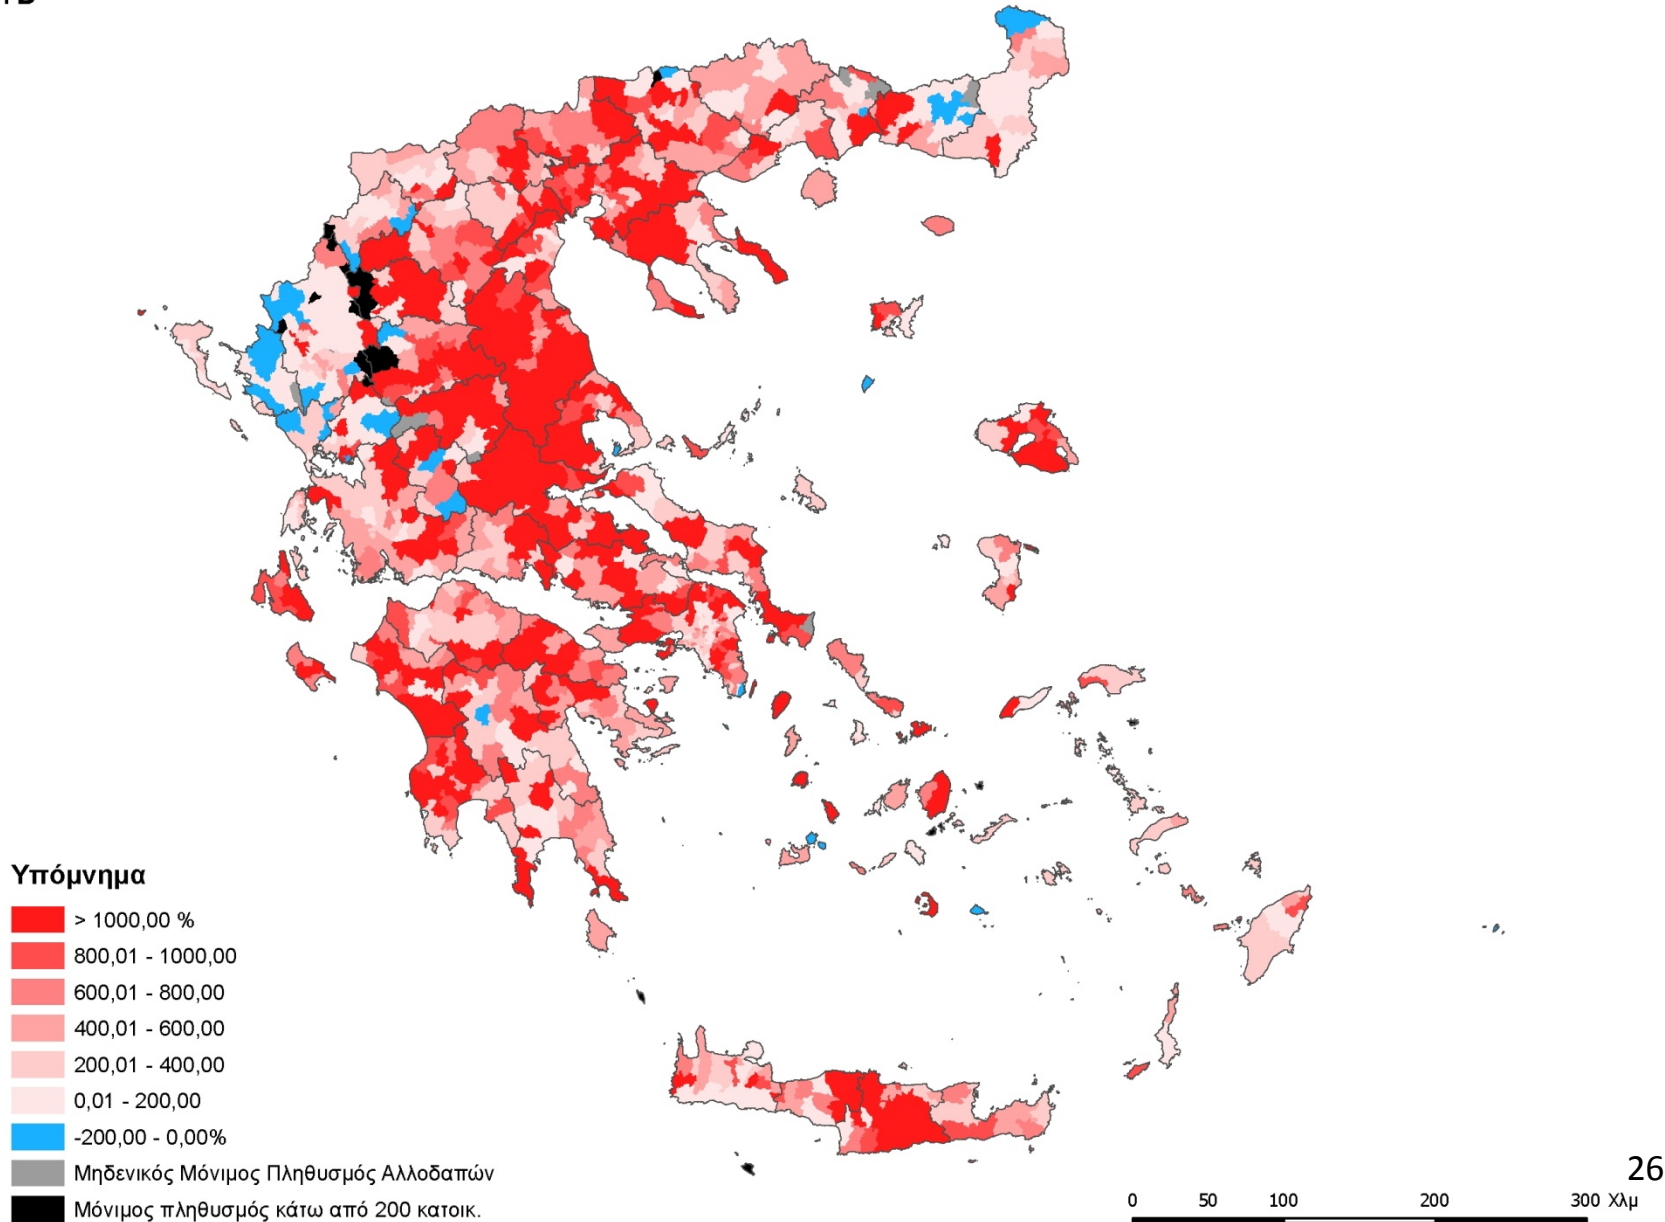 Υπόμνημα
> 1000,00 %
800,01 - 1000,00
600,01 - 800,00
400,01 - 600,00
200,01 - 400,00
0,01 - 200,00
-200,00 - 0,00%
Μηδενικός Μόνιμος Πληθυσμός Αλλοδαπών
Μόνιμος πληθυσμός κάτω από 200 κατοικ.
26
0 50 100 200 300 Χλμ